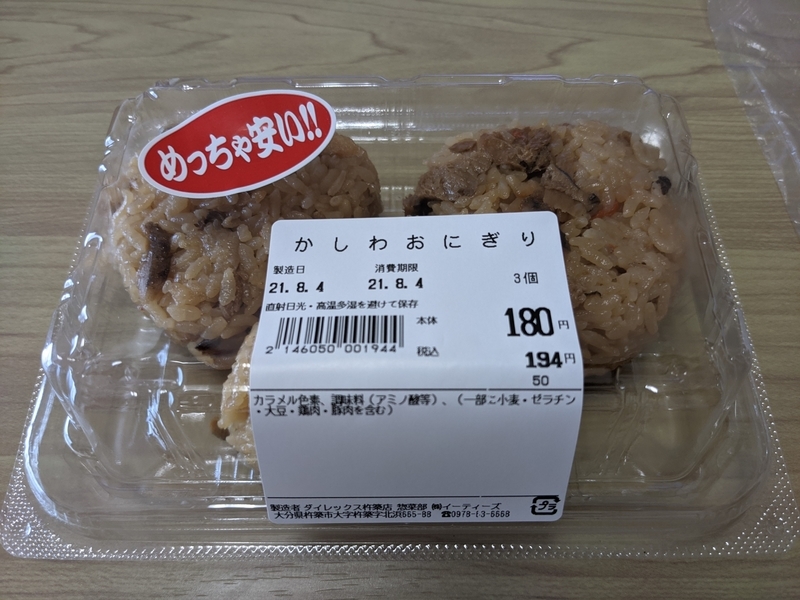 めっちゃ安い!!
かしわおにぎり
製造日 消費期限
21.8.4 21.8.4 3個
直射日光・高温多湿を避けて保存
本体 180円
2 146050 001944
税込 194円
50
カラメル色素、調味料(アミノ酸等)、(一部に小麦・ゼラチン
・大豆・鶏肉・豚肉を含む)
製造者 ダイレックス杵築店 惣菜部 ㈱イーティーズ
大分県杵築市大字杵築字北浜665-88
プラ